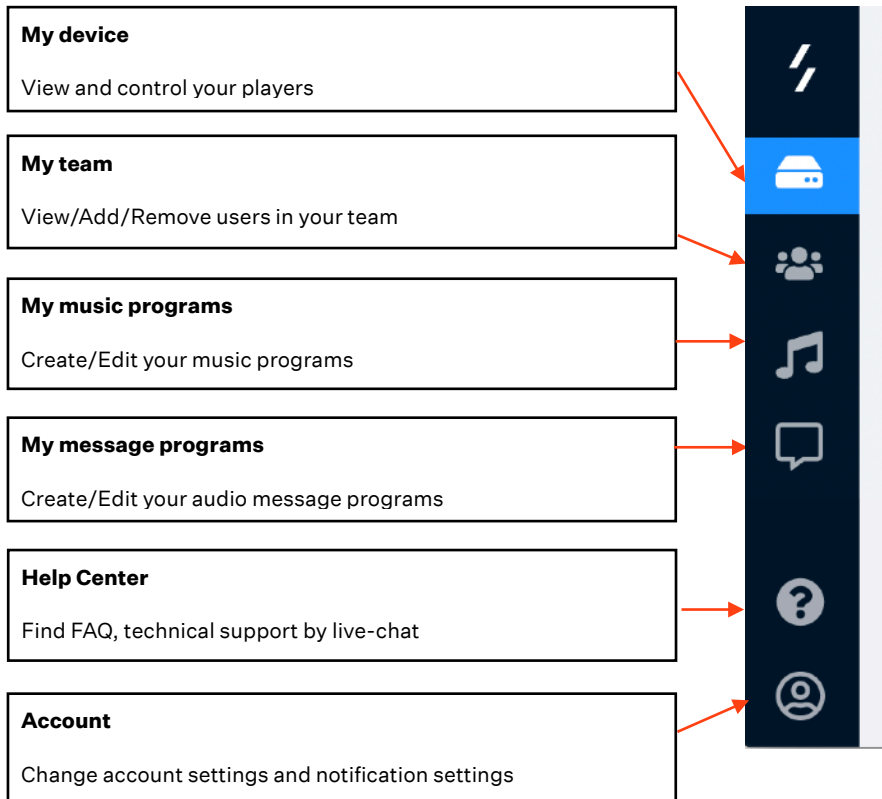 My device
View and control your players
My team
View/Add/Remove users in your team
My music programs
Create/Edit your music programs
My message programs
Create/Edit your audio message programs
Help Center
Find FAQ, technical support by live-chat
Account
Change account settings and notification settings